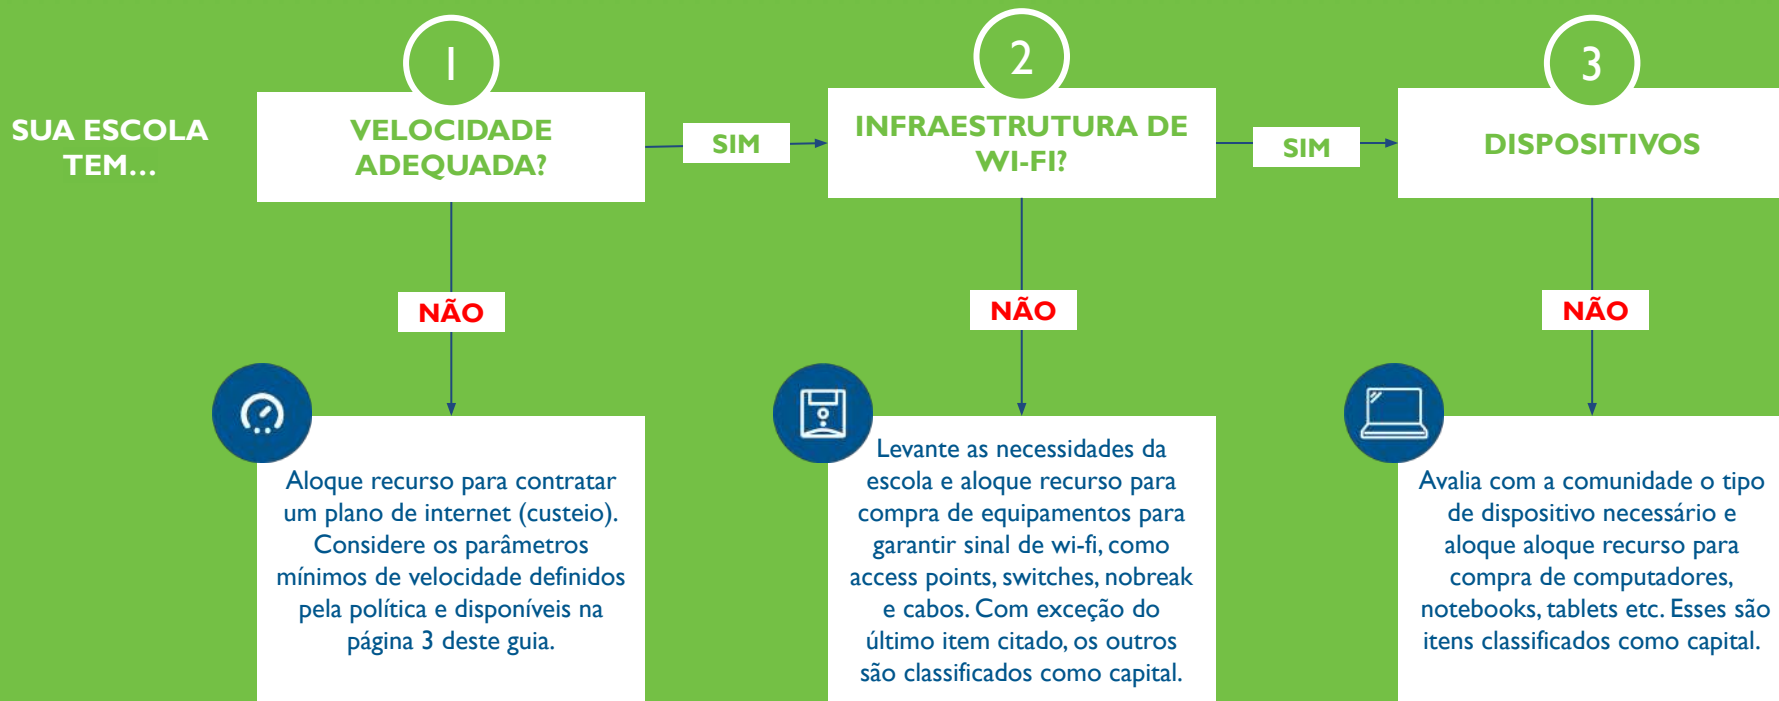 SUA ESCOLA
TEM...
1
VELOCIDADE
ADEQUADA?
SIM
2
INFRAESTRUTURA DE
WI-FI?
SIM
3
DISPOSITIVOS
NÃO
NÃO
NÃO
Aloque recurso para contratar
um plano de internet (custeio).
Considere os parâmetros
mínimos de velocidade definidos
pela política e disponíveis na
página 3 deste guia.
Levante as necessidades da
escola e aloque recurso para
compra de equipamentos para
garantir sinal de wi-fi, como
access points, switches, nobreak
e cabos. Com exceção do
último item citado, os outros
são classificados como capital.
Avalia com a comunidade o tipo
de dispositivo necessário e
aloque aloque recurso para
compra de computadores,
notebooks, tablets etc. Esses são
itens classificados como capital.